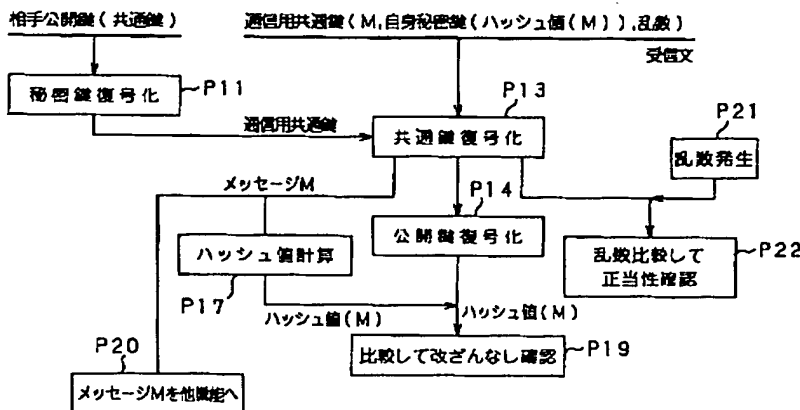 相手公開鍵(共通鍵)
通信用共通鍵(M,自身秘密鍵(ハッシュ値(M)),乱数)
受信文
P11
秘密鍵復号化
P13
通信用共通鍵
共通鍵復号化
P21
乱数発生
メッセージM
P14
公開鍵復号化
ハッシュ値計算
P17
乱数比較して
正当性確認
P22
ハッシュ値(M)
ハッシュ値(M)
P20
比較して改ざんなし確認
P19
メッセージMを他機能へ